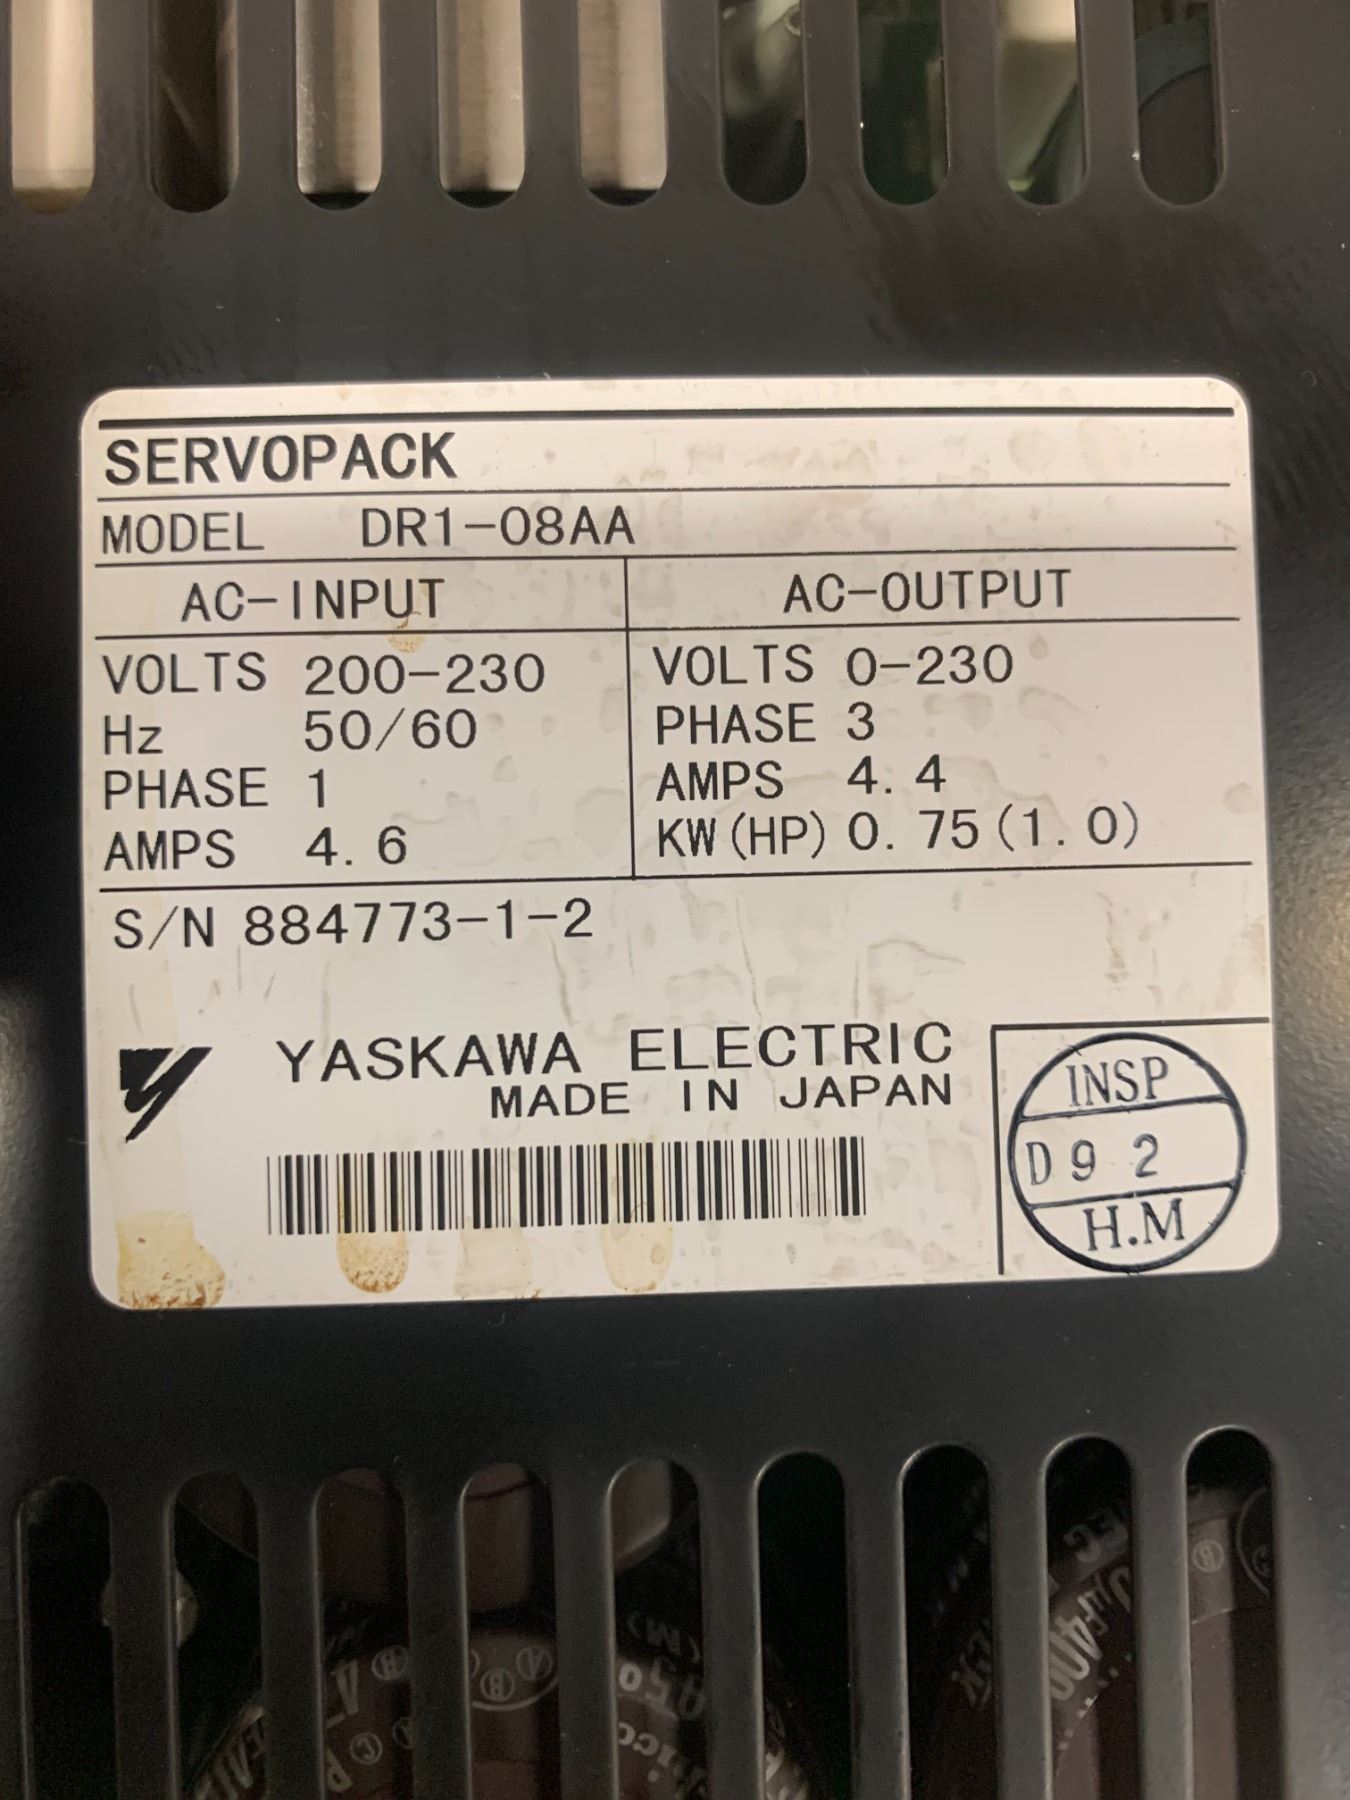 SERVOPACK
MODEL DR1-08AA
AC-INPUT AC-OUTPUT
VOLTS 200-230 VOLTS 0-230
Hz 50/60 PHASE 3
PHASE 1 AMPS 4.4
AMPS 4.6 KW(HP) 0.75(1.0)
S/N 884773-1-2
YASKAWA ELECTRIC
MADE IN JAPAN
INSP
D9 2
H.M